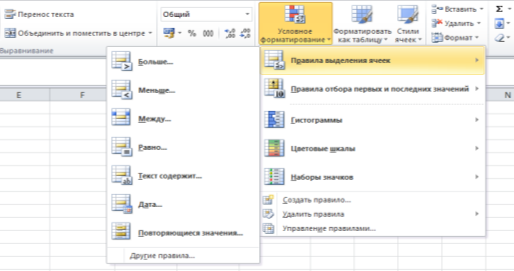 Перенос текста
Объединить и поместить в центре
Выравнивание
Общий
% 000
Условное форматирование
Форматировать как таблицу
Стили ячеек
Вставить
Удалить
Формат
Σ
E F N
Больше...
Меньше...
Между...
Равно...
Текст содержит...
Дата...
Повторяющиеся значения...
Другие правила...
Правила выделения ячеек
Правила отбора первых и последних значений
Гистограммы
Цветовые шкалы
Наборы значков
Создать правило...
Удалить правила
Управление правилами...